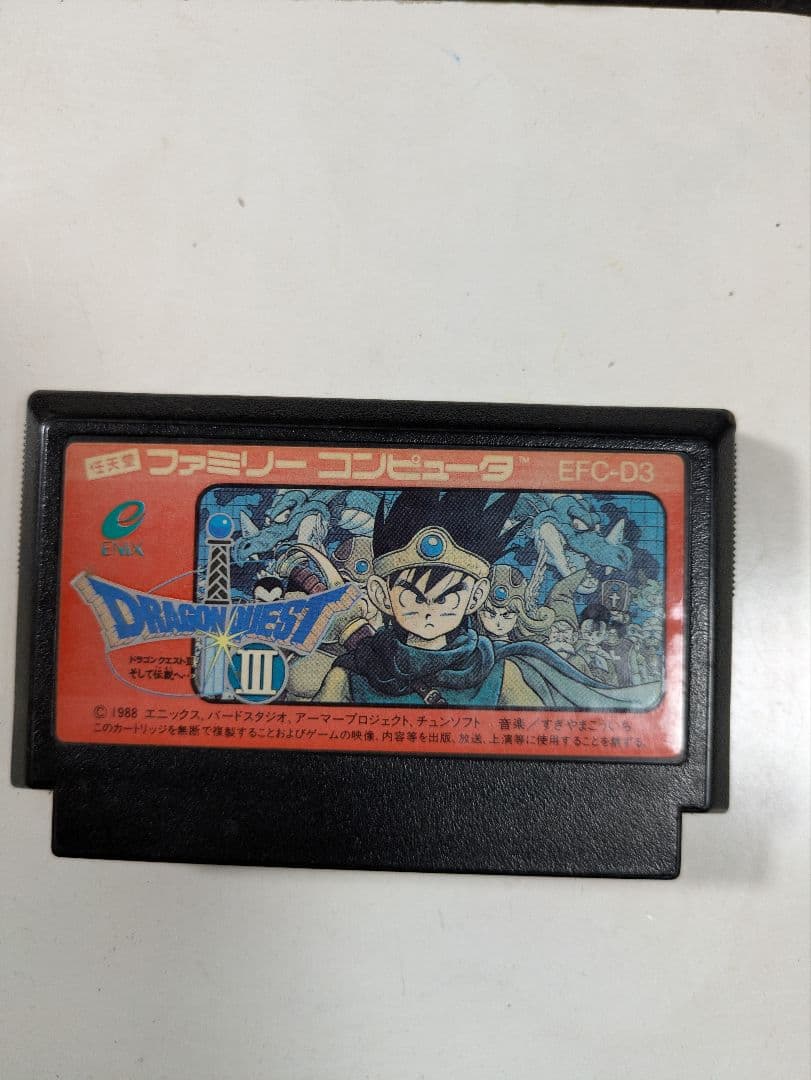 任天堂 ファミリー コンピュータ™ EFC-D3
ENIX
DRAGON QUEST
III
ドラゴンクエストIII
そして伝説へ…
© 1988 エニックス、バードスタジオ、アーマープロジェクト、チュンソフト 音楽/すぎやまこういち
このカートリッジを無断で複製することおよびゲームの映像、内容等を出版、放送、上演等に使用することを禁ずる。